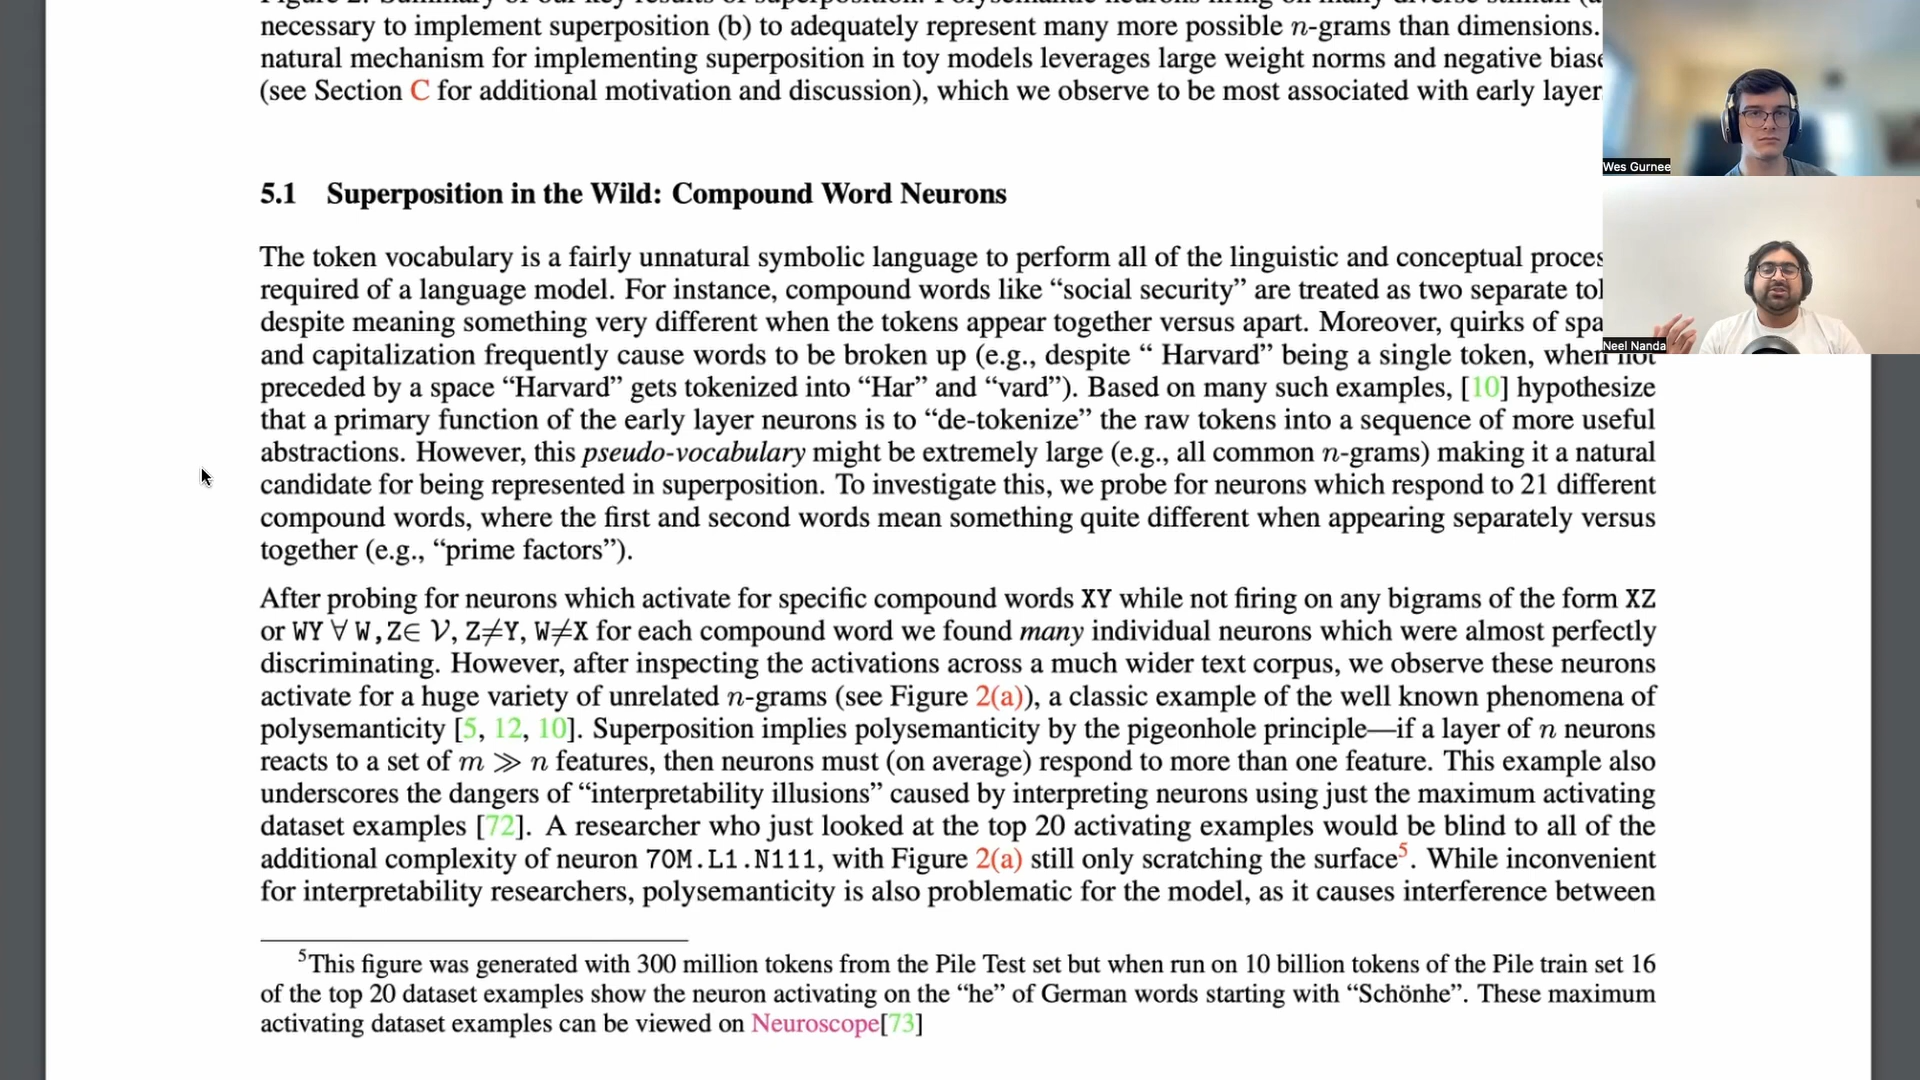 necessary to implement superposition (b) to adequately represent many more possible n-grams than dimensions.
natural mechanism for implementing superposition in toy models leverages large weight norms and negative
(see Section C for additional motivation and discussion), which we observe to be most associated with early
Wes Gurnee
5.1 Superposition in the Wild: Compound Word Neurons
The token vocabulary is a fairly unnatural symbolic language to perform all of the linguistic and conceptual
required of a language model. For instance, compound words like “social security” are treated as two separate
despite meaning something very different when the tokens appear together versus apart. Moreover, quirks of
Neel Nanda
and capitalization frequently cause words to be broken up (e.g., despite “ Harvard” being a single token, when not
preceded by a space “Harvard” gets tokenized into “Har” and “vard”). Based on many such examples, [10] hypothesize
that a primary function of the early layer neurons is to “de-tokenize” the raw tokens into a sequence of more useful
abstractions. However, this pseudo-vocabulary might be extremely large (e.g., all common n-grams) making it a natural
candidate for being represented in superposition. To investigate this, we probe for neurons which respond to 21 different
compound words, where the first and second words mean something quite different when appearing separately versus
together (e.g., “prime factors”).
After probing for neurons which activate for specific compound words XY while not firing on any bigrams of the form XZ
or WY ∀ W,Z∈ 𝒱, Z≠Y, W≠X for each compound word we found many individual neurons which were almost perfectly
discriminating. However, after inspecting the activations across a much wider text corpus, we observe these neurons
activate for a huge variety of unrelated n-grams (see Figure 2(a)), a classic example of the well known phenomena of
polysemanticity [5, 12, 10]. Superposition implies polysemanticity by the pigeonhole principle—if a layer of n neurons
reacts to a set of m ≫ n features, then neurons must (on average) respond to more than one feature. This example also
underscores the dangers of “interpretability illusions” caused by interpreting neurons using just the maximum activating
dataset examples [72]. A researcher who just looked at the top 20 activating examples would be blind to all of the
additional complexity of neuron 70M.L1.N111, with Figure 2(a) still only scratching the surface⁵. While inconvenient
for interpretability researchers, polysemanticity is also problematic for the model, as it causes interference between
⁵This figure was generated with 300 million tokens from the Pile Test set but when run on 10 billion tokens of the Pile train set 16
of the top 20 dataset examples show the neuron activating on the “he” of German words starting with “Schönhe”. These maximum
activating dataset examples can be viewed on Neuroscope[73]